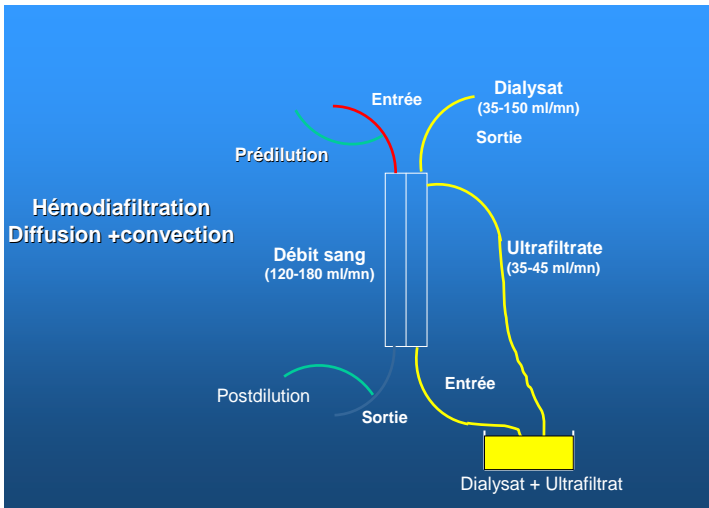 Entrée
Dialysat
(35-150 ml/mn)
Sortie
Prédilution
Hémodiafiltration
Diffusion +convection
Débit sang
(120-180 ml/mn)
Ultrafiltrate
(35-45 ml/mn)
Postdilution
Entrée
Sortie
Dialysat + Ultrafiltrat